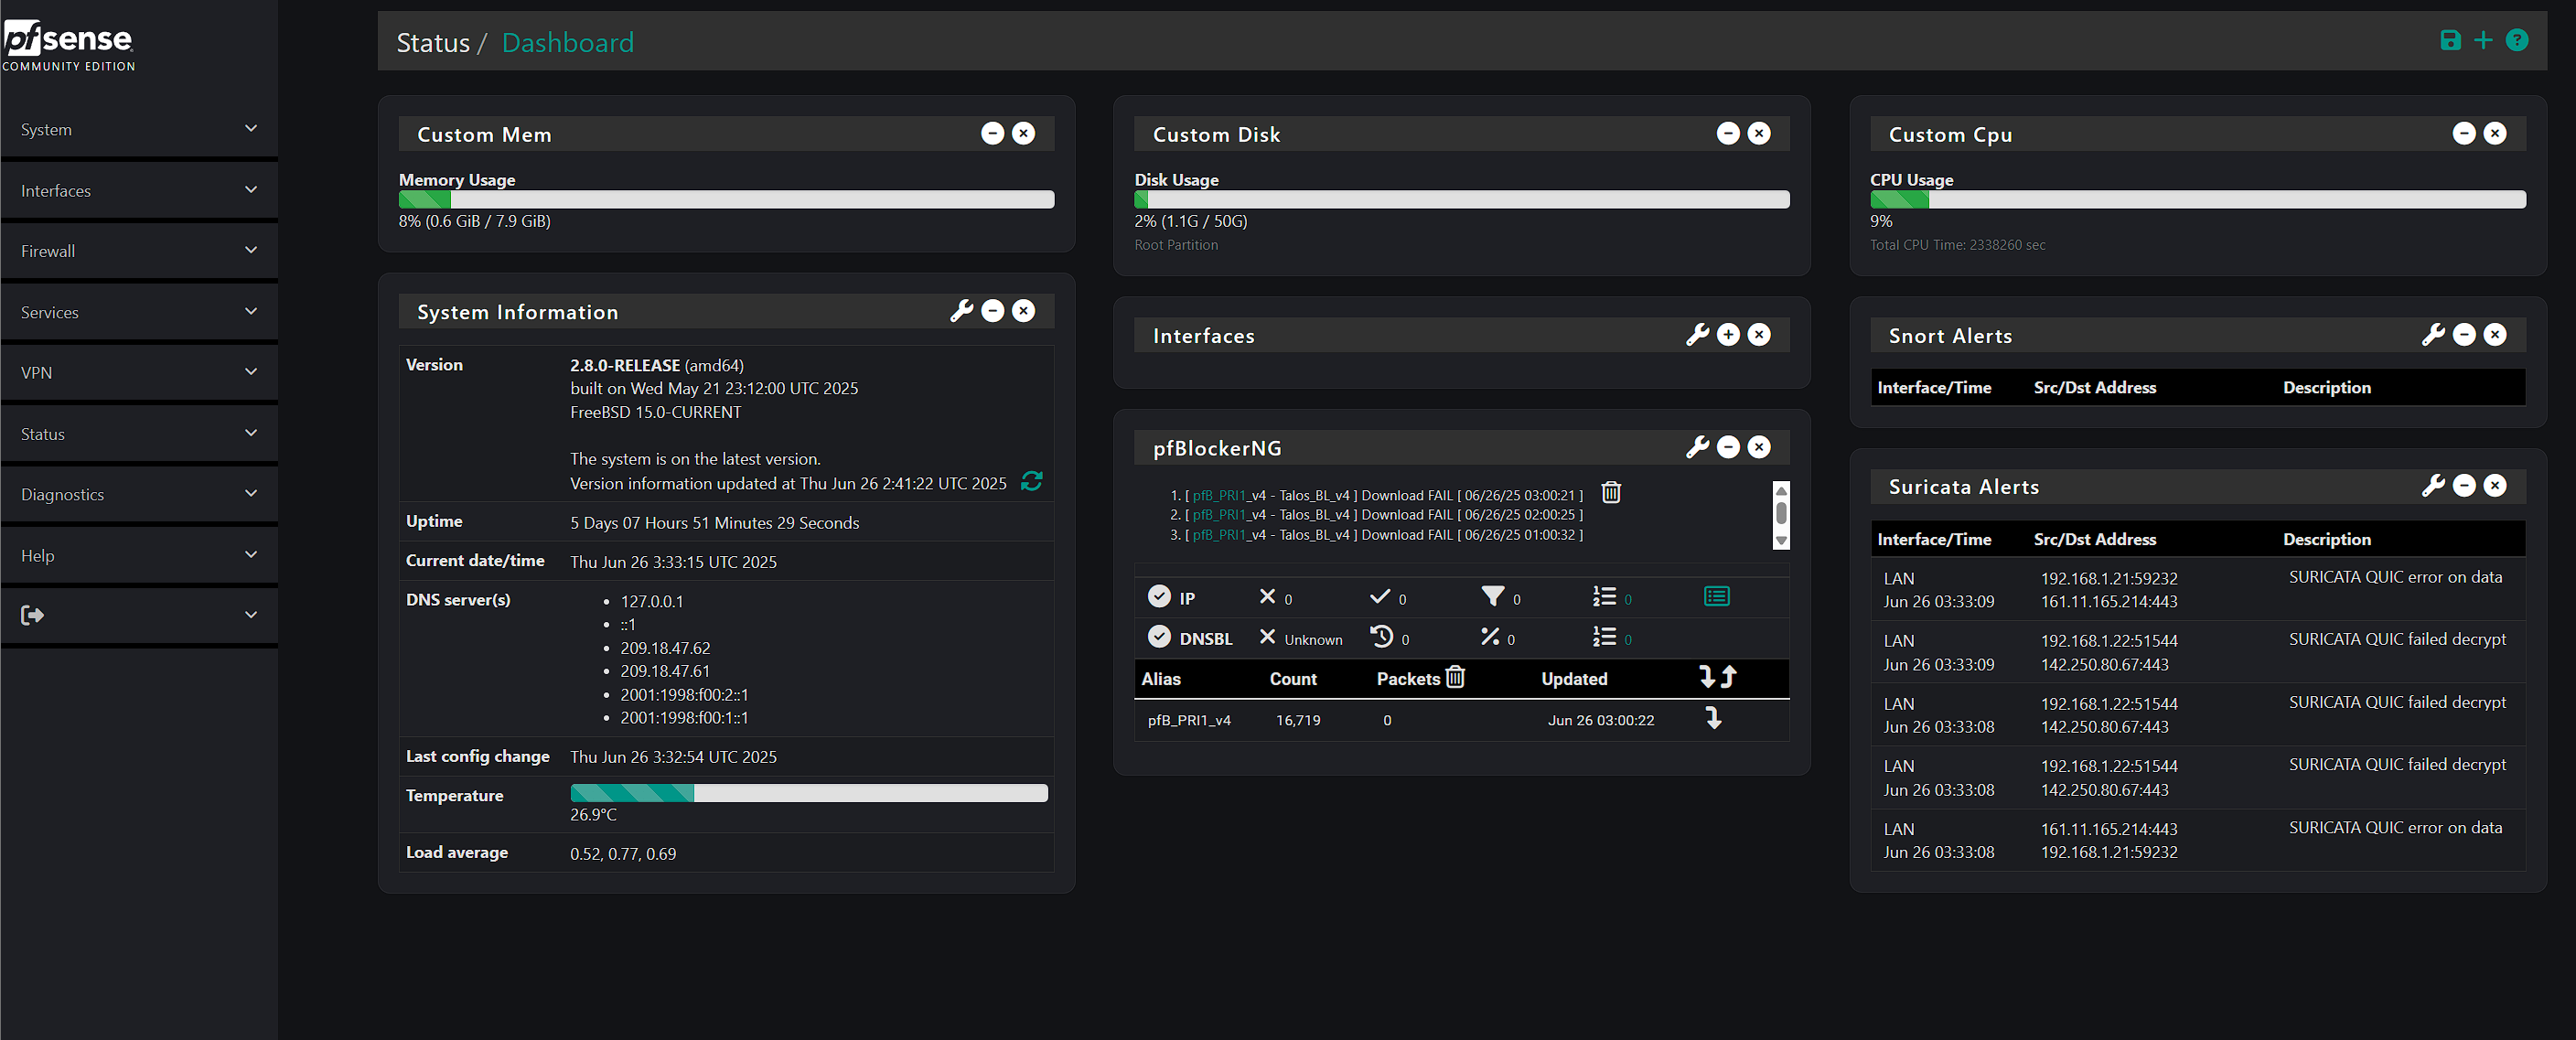 pfsense
COMMUNITY EDITION
System
Interfaces
Firewall
Services
VPN
Status
Diagnostics
Help
Status / Dashboard
Custom Mem
Memory Usage
8% (0.6 GiB / 7.9 GiB)
System Information
Version 2.8.0-RELEASE (amd64)
built on Wed May 21 23:12:00 UTC 2025
FreeBSD 15.0-CURRENT
The system is on the latest version.
Version information updated at Thu Jun 26 2:41:22 UTC 2025
Uptime 5 Days 07 Hours 51 Minutes 29 Seconds
Current date/time Thu Jun 26 3:33:15 UTC 2025
DNS server(s)
127.0.0.1
::1
209.18.47.62
209.18.47.61
2001:1998:f00:2::1
2001:1998:f00:1::1
Last config change Thu Jun 26 3:32:54 UTC 2025
Temperature
26.9°C
Load average 0.52, 0.77, 0.69
Custom Disk
Disk Usage
2% (1.1G / 50G)
Root Partition
Interfaces
pfBlockerNG
1. [ pfB_PRI1_v4 - Talos_BL_v4 ] Download FAIL [ 06/26/25 03:00:21 ]
2. [ pfB_PRI1_v4 - Talos_BL_v4 ] Download FAIL [ 06/26/25 02:00:25 ]
3. [ pfB_PRI1_v4 - Talos_BL_v4 ] Download FAIL [ 06/26/25 01:00:32 ]
IP 0 0 0 0
DNSBL Unknown 0 0 0
Alias Count Packets Updated
pfB_PRI1_v4 16,719 0 Jun 26 03:00:22
Custom Cpu
CPU Usage
9%
Total CPU Time: 2338260 sec
Snort Alerts
Interface/Time Src/Dst Address Description
Suricata Alerts
Interface/Time Src/Dst Address Description
LAN 192.168.1.21:59232 SURICATA QUIC error on data
Jun 26 03:33:09 161.11.165.214:443
LAN 192.168.1.22:51544 SURICATA QUIC failed decrypt
Jun 26 03:33:09 142.250.80.67:443
LAN 192.168.1.22:51544 SURICATA QUIC failed decrypt
Jun 26 03:33:08 142.250.80.67:443
LAN 192.168.1.22:51544 SURICATA QUIC failed decrypt
Jun 26 03:33:08 142.250.80.67:443
LAN 161.11.165.214:443 SURICATA QUIC error on data
Jun 26 03:33:08 192.168.1.21:59232